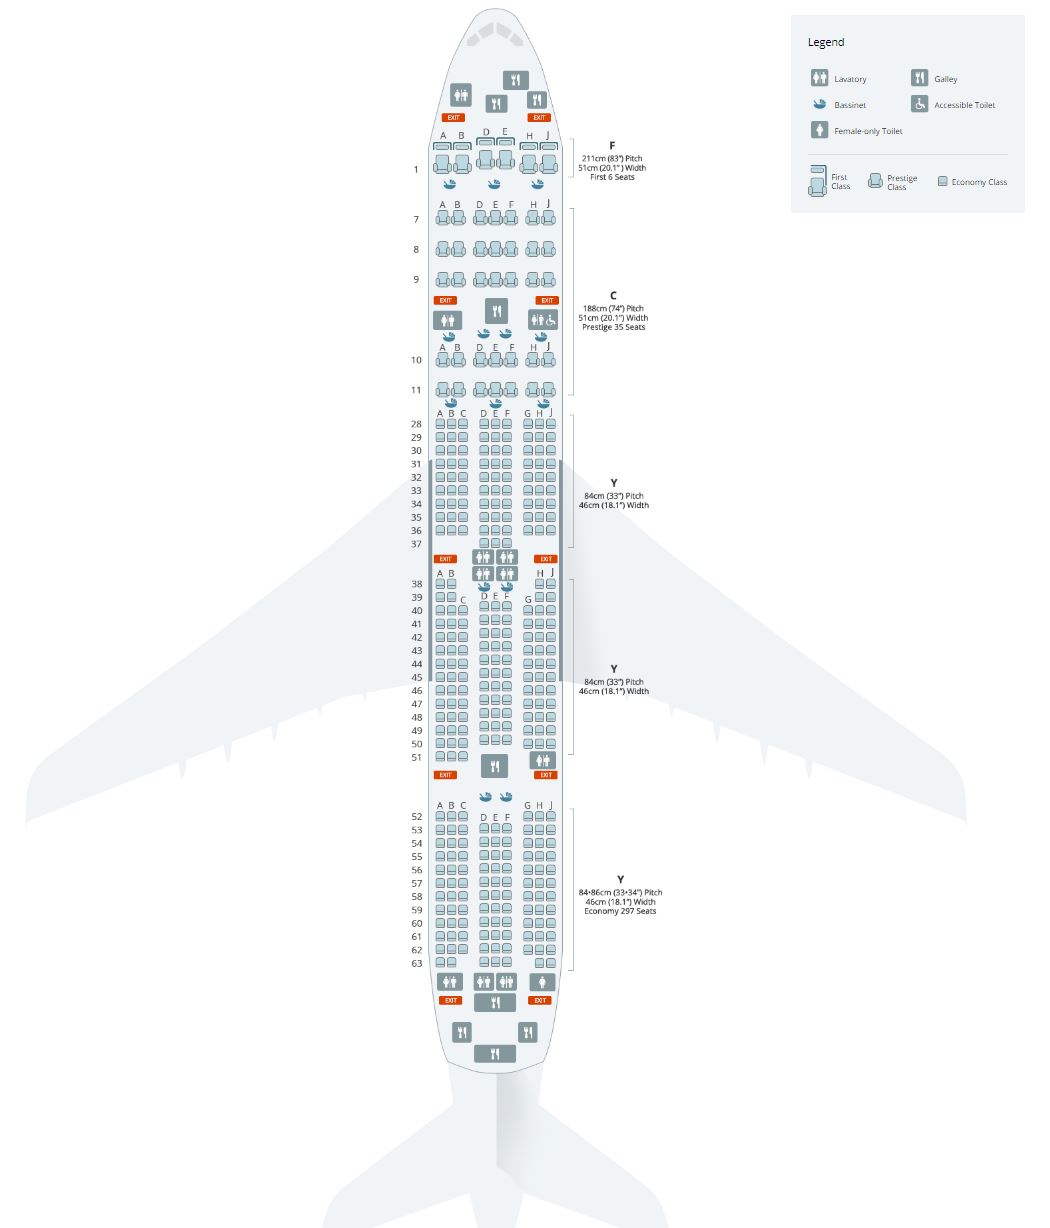 Legend
Lavatory
Galley
Bassinet
Accessible Toilet
Female-only Toilet
First Class
Prestige Class
Economy Class
EXIT EXIT
A B D E H J
1
F
211cm (83") Pitch
51cm (20.1") Width
First 6 Seats
A B D E F H J
7
8
9
EXIT EXIT
C
188cm (74") Pitch
51cm (20.1") Width
Prestige 35 Seats
A B D E F H J
10
11
A B C D E F G H J
28
29
30
31
32
33
34
35
36
37
Y
84cm (33") Pitch
46cm (18.1") Width
EXIT EXIT
A B H J
38
39
C D E F G
40
41
42
43
44
45
46
47
48
49
50
51
Y
84cm (33") Pitch
46cm (18.1") Width
EXIT EXIT
A B C G H J
52
D E F
53
54
55
56
57
58
59
60
61
62
63
Y
84•86cm (33•34") Pitch
46cm (18.1") Width
Economy 297 Seats
EXIT EXIT